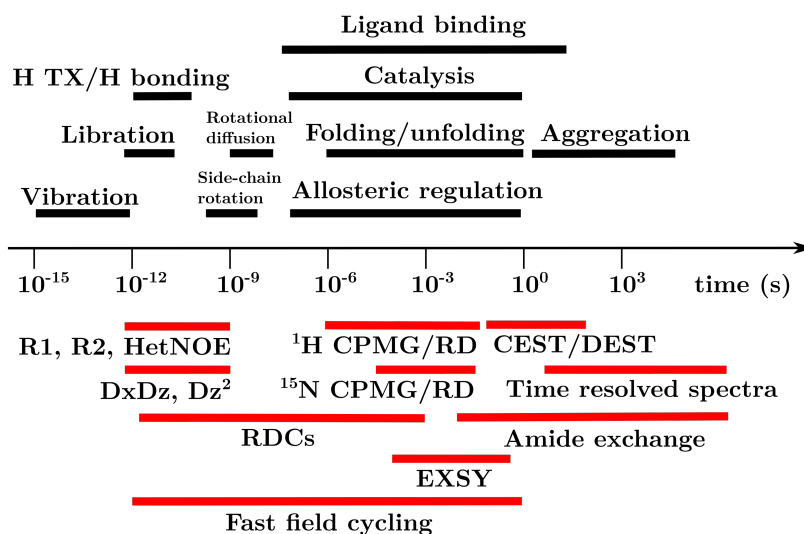 Ligand binding
H TX/H bonding
Catalysis
Libration
Rotational
diffusion
Folding/unfolding
Aggregation
Vibration
Side-chain
rotation
Allosteric regulation
10⁻¹⁵ 10⁻¹² 10⁻⁹ 10⁻⁶ 10⁻³ 10⁰ 10³ time (s)
R1, R2, HetNOE
¹H CPMG/RD
CEST/DEST
DxDz, Dz²
¹⁵N CPMG/RD
Time resolved spectra
RDCs
Amide exchange
EXSY
Fast field cycling